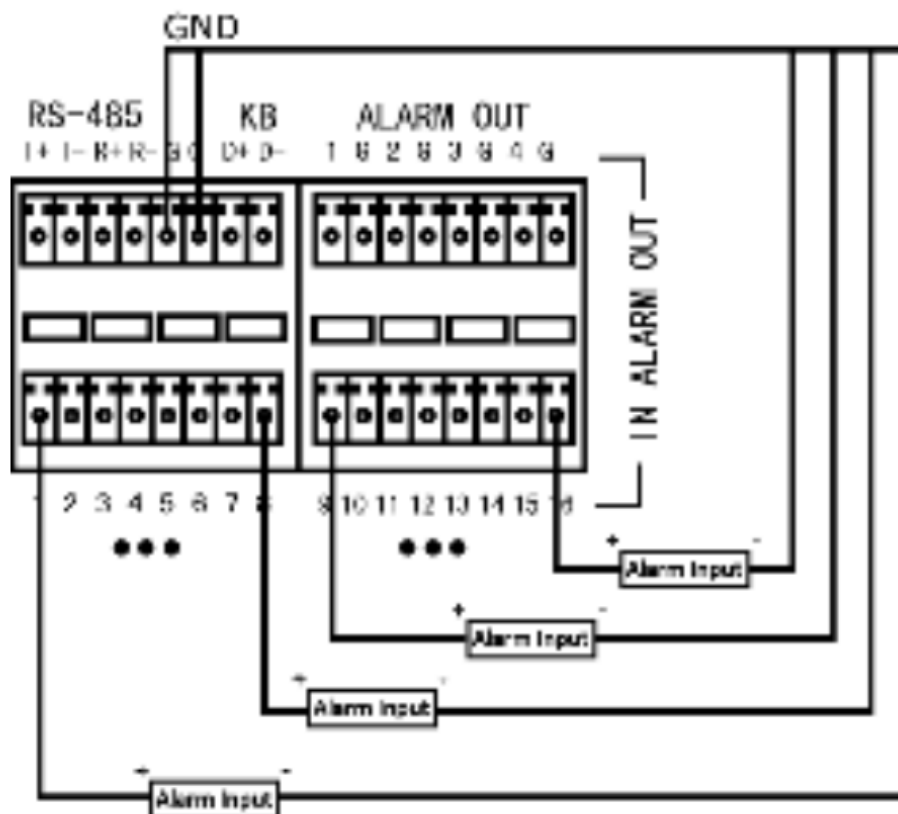 GND
RS-485 KB ALARM OUT
T+ T- R+ R- G G D+ D- 1 G 2 G 3 G 4 G
IN ALARM OUT
1 2 3 4 5 6 7 8 9 10 11 12 13 14 15 16
+ -
Alarm Input
+ -
Alarm Input
+ -
Alarm Input
+ -
Alarm Input